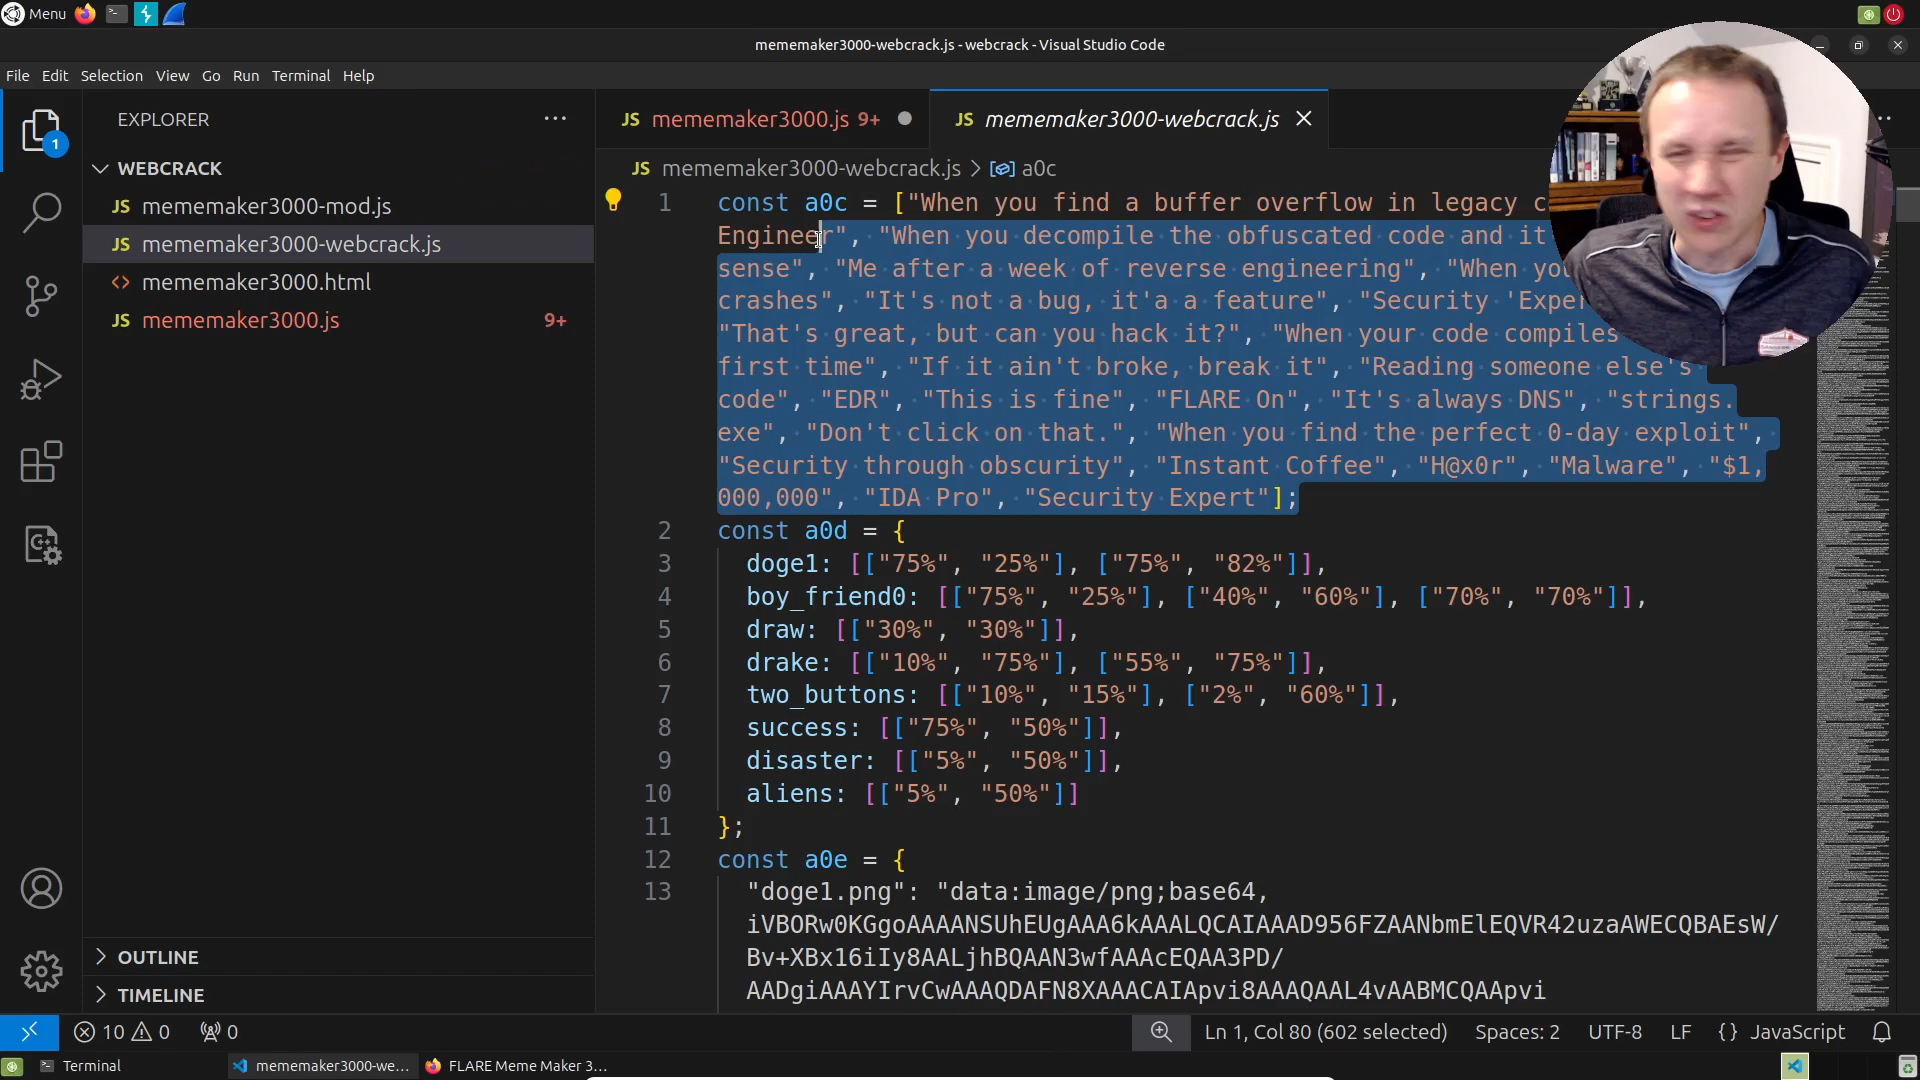 Menu
mememaker3000-webcrack.js - webcrack - Visual Studio Code
File Edit Selection View Go Run Terminal Help
EXPLORER
1
WEBCRACK
JS mememaker3000-mod.js
JS mememaker3000-webcrack.js
<> mememaker3000.html
JS mememaker3000.js 9+
OUTLINE
TIMELINE
JS mememaker3000.js 9+
JS mememaker3000-webcrack.js
JS mememaker3000-webcrack.js > a0c
1 const a0c = ["When you find a buffer overflow in legacy c
Engineer", "When you decompile the obfuscated code and it
sense", "Me after a week of reverse engineering", "When yo
crashes", "It's not a bug, it'a a feature", "Security 'Exper
"That's great, but can you hack it?", "When your code compiles
first time", "If it ain't broke, break it", "Reading someone else's
code", "EDR", "This is fine", "FLARE On", "It's always DNS", "strings.
exe", "Don't click on that.", "When you find the perfect 0-day exploit",
"Security through obscurity", "Instant Coffee", "H@x0r", "Malware", "$1,
000,000", "IDA Pro", "Security Expert"];
2 const a0d = {
3 doge1: [["75%", "25%"], ["75%", "82%"]],
4 boy_friend0: [["75%", "25%"], ["40%", "60%"], ["70%", "70%"]],
5 draw: [["30%", "30%"]],
6 drake: [["10%", "75%"], ["55%", "75%"]],
7 two_buttons: [["10%", "15%"], ["2%", "60%"]],
8 success: [["75%", "50%"]],
9 disaster: [["5%", "50%"]],
10 aliens: [["5%", "50%"]]
11 };
12 const a0e = {
13 "doge1.png": "data:image/png;base64,
iVBORw0KGgoAAAANSUhEUgAAA6kAAALQCAIAAAD956FZAANbmElEQVR42uzaAWECQBAEsW/
Bv+XBx16iIy8AALjhBQAAN3wfAAAcEQAA3PD/
AADgiAAAYIrvCwAAAQDAFN8XAAACAIApvi8AAAQAAL4vAABMCQAApvi
10 0 0
Ln 1, Col 80 (602 selected) Spaces: 2 UTF-8 LF {} JavaScript
Terminal mememaker3000-we... FLARE Meme Maker 3...